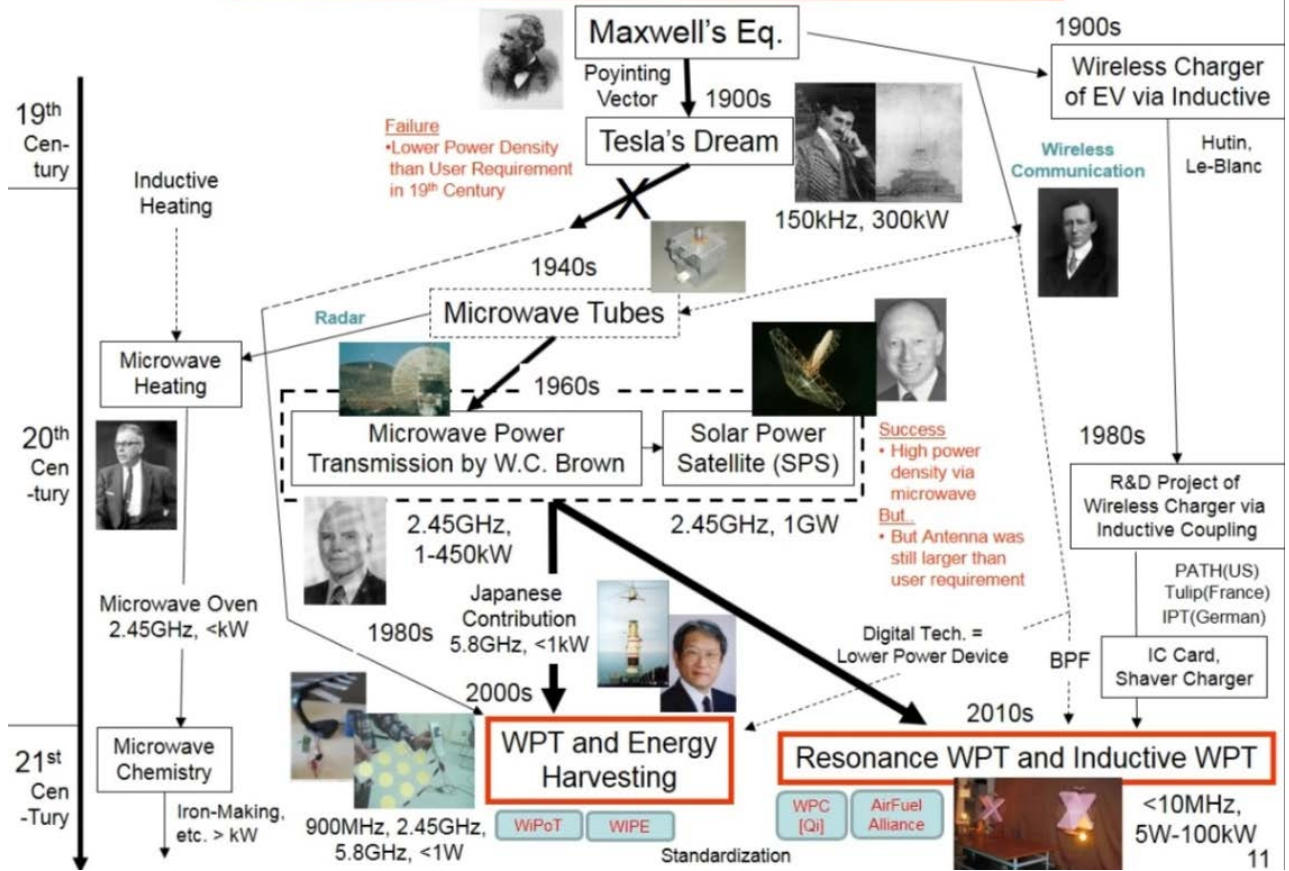 Maxwell's Eq.
1900s
Poyinting
Vector
1900s
Wireless Charger
of EV via Inductive
19th
Cen-
tury
Failure
•Lower Power Density
than User Requirement
in 19th Century
Tesla's Dream
Hutin,
Le-Blanc
Wireless
Communication
Inductive
Heating
150kHz, 300kW
1940s
Microwave Tubes
Radar
Microwave
Heating
1960s
20th
Cen
-tury
Microwave Power
Transmission by W.C. Brown
Solar Power
Satellite (SPS)
Success
• High power
density via
microwave
But..
• But Antenna was
still larger than
user requirement
1980s
R&D Project of
Wireless Charger via
Inductive Coupling
2.45GHz,
1-450kW
2.45GHz, 1GW
PATH(US)
Tulip(France)
IPT(German)
Microwave Oven
2.45GHz, <kW
1980s
Japanese
Contribution
5.8GHz, <1kW
Digital Tech. =
Lower Power Device
BPF
IC Card,
Shaver Charger
2000s
2010s
21st
Cen
-Tury
Microwave
Chemistry
WPT and Energy
Harvesting
Resonance WPT and Inductive WPT
Iron-Making,
etc. > kW
900MHz, 2.45GHz,
5.8GHz, <1W
WiPoT
WIPE
WPC
[Qi]
AirFuel
Alliance
<10MHz,
5W-100kW
Standardization
11